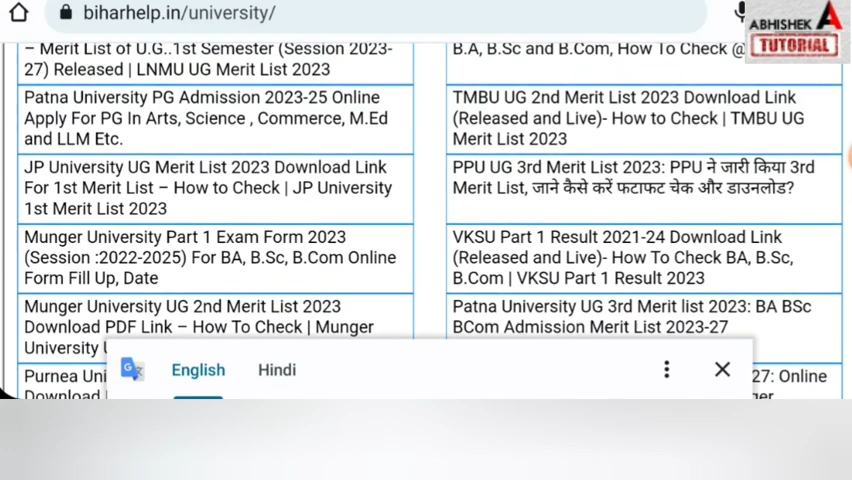 biharhelp.in/university/
ABHISHEK A
TUTORIAL
– Merit List of U.G..1st Semester (Session 2023-
27) Released | LNMU UG Merit List 2023
Patna University PG Admission 2023-25 Online
Apply For PG In Arts, Science , Commerce, M.Ed
and LLM Etc.
JP University UG Merit List 2023 Download Link
For 1st Merit List – How to Check | JP University
1st Merit List 2023
Munger University Part 1 Exam Form 2023
(Session :2022-2025) For BA, B.Sc, B.Com Online
Form Fill Up, Date
Munger University UG 2nd Merit List 2023
Download PDF Link – How To Check | Munger
University
Purnea
Download
B.A, B.Sc and B.Com, How To Check @
TMBU UG 2nd Merit List 2023 Download Link
(Released and Live)- How to Check | TMBU UG
Merit List 2023
PPU UG 3rd Merit List 2023: PPU ने जारी किया 3rd
Merit List, जाने कैसे करें फटाफट चेक और डाउनलोड?
VKSU Part 1 Result 2021-24 Download Link
(Released and Live)- How To Check BA, B.Sc,
B.Com | VKSU Part 1 Result 2023
Patna University UG 3rd Merit list 2023: BA BSc
BCom Admission Merit List 2023-27
27: Online
English Hindi